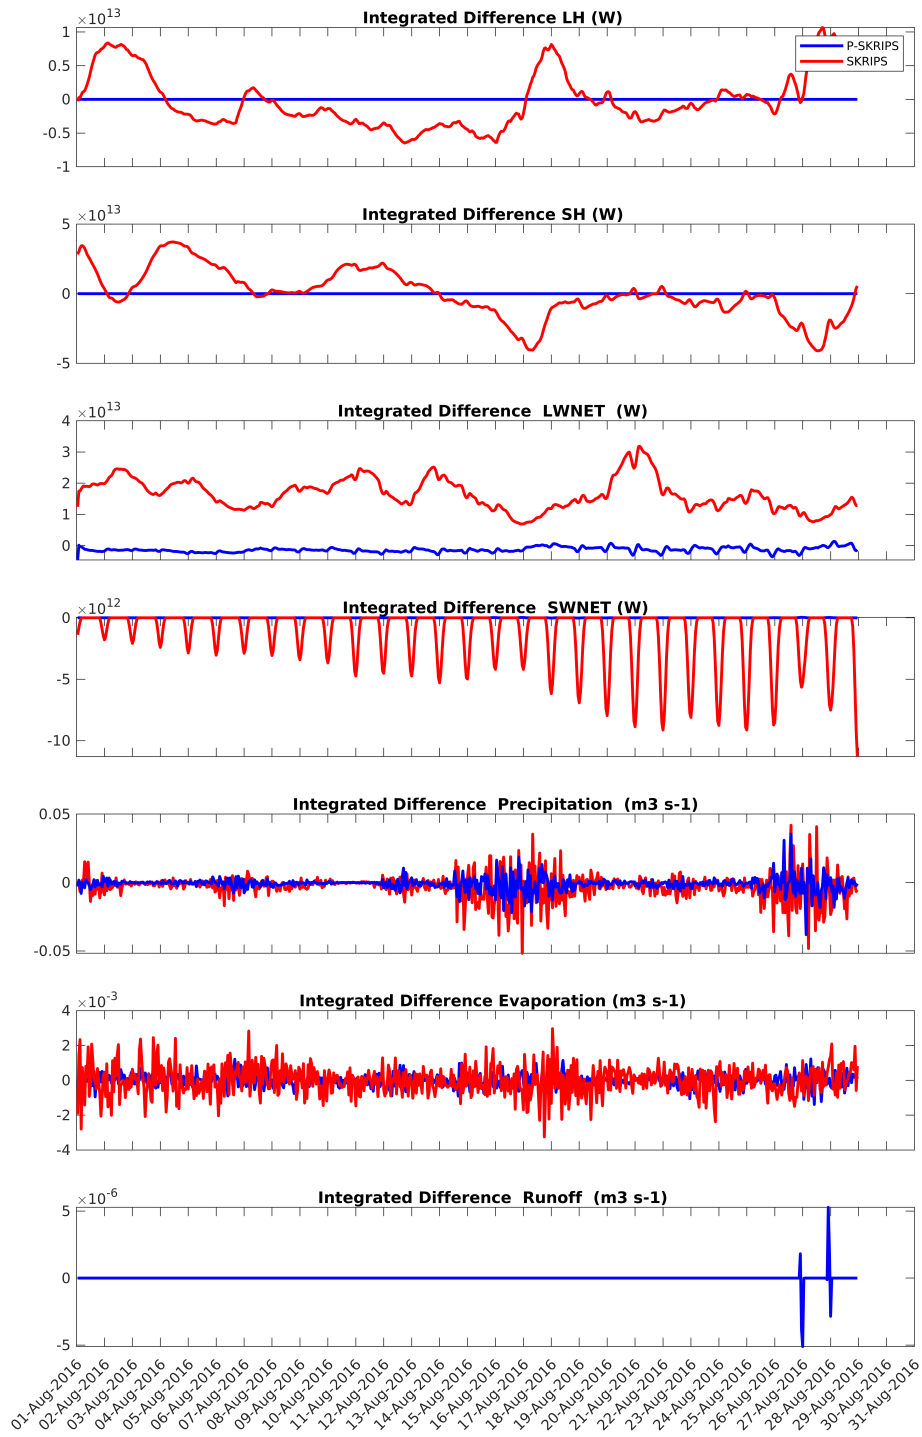 ×10^13
Integrated Difference LH (W)
1
0.5
0
-0.5
-1
P-SKRIPS
SKRIPS
×10^13
Integrated Difference SH (W)
5
0
-5
×10^13
Integrated Difference LWNET (W)
4
3
2
1
0
×10^12
Integrated Difference SWNET (W)
0
-5
-10
Integrated Difference Precipitation (m3 s-1)
0.05
0
-0.05
×10^-3
Integrated Difference Evaporation (m3 s-1)
4
2
0
-2
-4
×10^-6
Integrated Difference Runoff (m3 s-1)
5
0
-5
01-Aug-2016
02-Aug-2016
03-Aug-2016
04-Aug-2016
05-Aug-2016
06-Aug-2016
07-Aug-2016
08-Aug-2016
09-Aug-2016
10-Aug-2016
11-Aug-2016
12-Aug-2016
13-Aug-2016
14-Aug-2016
15-Aug-2016
16-Aug-2016
17-Aug-2016
18-Aug-2016
19-Aug-2016
20-Aug-2016
21-Aug-2016
22-Aug-2016
23-Aug-2016
24-Aug-2016
25-Aug-2016
26-Aug-2016
27-Aug-2016
28-Aug-2016
29-Aug-2016
30-Aug-2016
31-Aug-2016